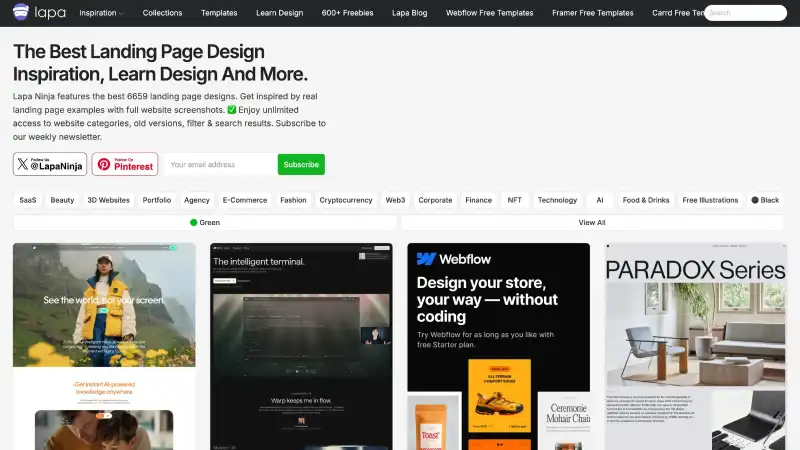 lapa
Inspiration
Collections
Templates
Learn Design
600+ Freebies
Lapa Blog
Webflow Free Templates
Framer Free Templates
Carrd Free Tem
Search
The Best Landing Page Design
Inspiration, Learn Design And More.
Lapa Ninja features the best 6659 landing page designs. Get inspired by real
landing page examples with full website screenshots. ✅ Enjoy unlimited
access to website categories, old versions, filter & search results. Subscribe to
our weekly newsletter.
Follow Us
@LapaNinja
Follow On
Pinterest
Your email address
Subscribe
SaaS
Beauty
3D Websites
Portfolio
Agency
E-Commerce
Fashion
Cryptocurrency
Web3
Corporate
Finance
NFT
Technology
AI
Food & Drinks
Free Illustrations
Black
Green
View All
See the world, not your screen.
Get instant AI-powered
knowledge anywhere
The intelligent terminal.
Warp keeps me in flow.
Webflow
Design your store,
your way — without
coding
Try Webflow for as long as you like with
free Starter plan.
ALL-TERRAIN
COMFORT SHOES
TOAST
Ceremonie
Mohair Chair
PARADOX Series